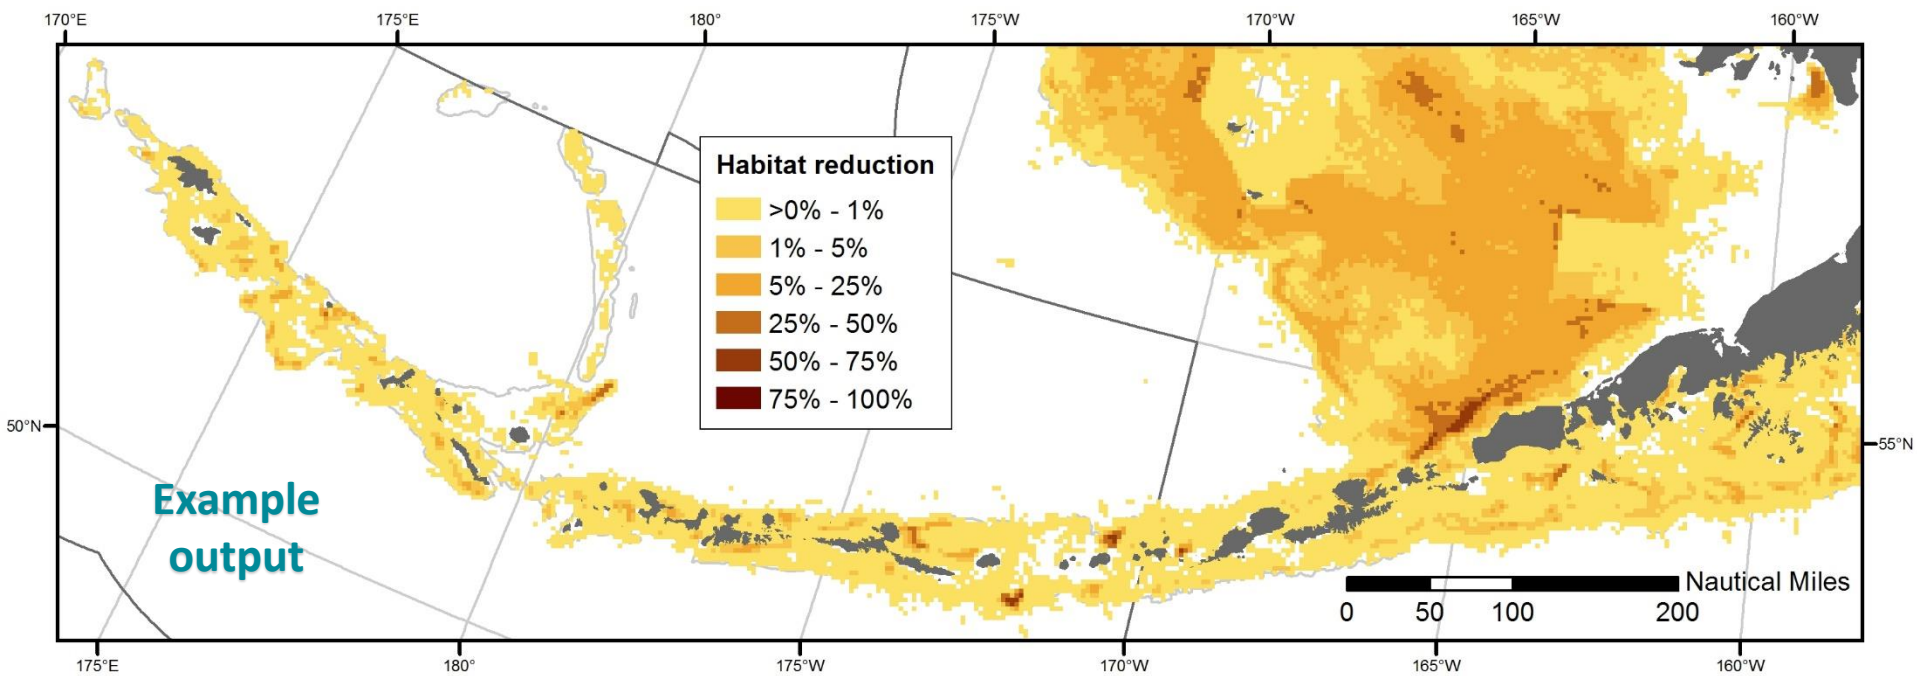 170°E 175°E 180° 175°W 170°W 165°W 160°W
Habitat reduction
>0% - 1%
1% - 5%
5% - 25%
25% - 50%
50% - 75%
75% - 100%
50°N
55°N
Example
output
Nautical Miles
0 50 100 200
175°E 180° 175°W 170°W 165°W 160°W